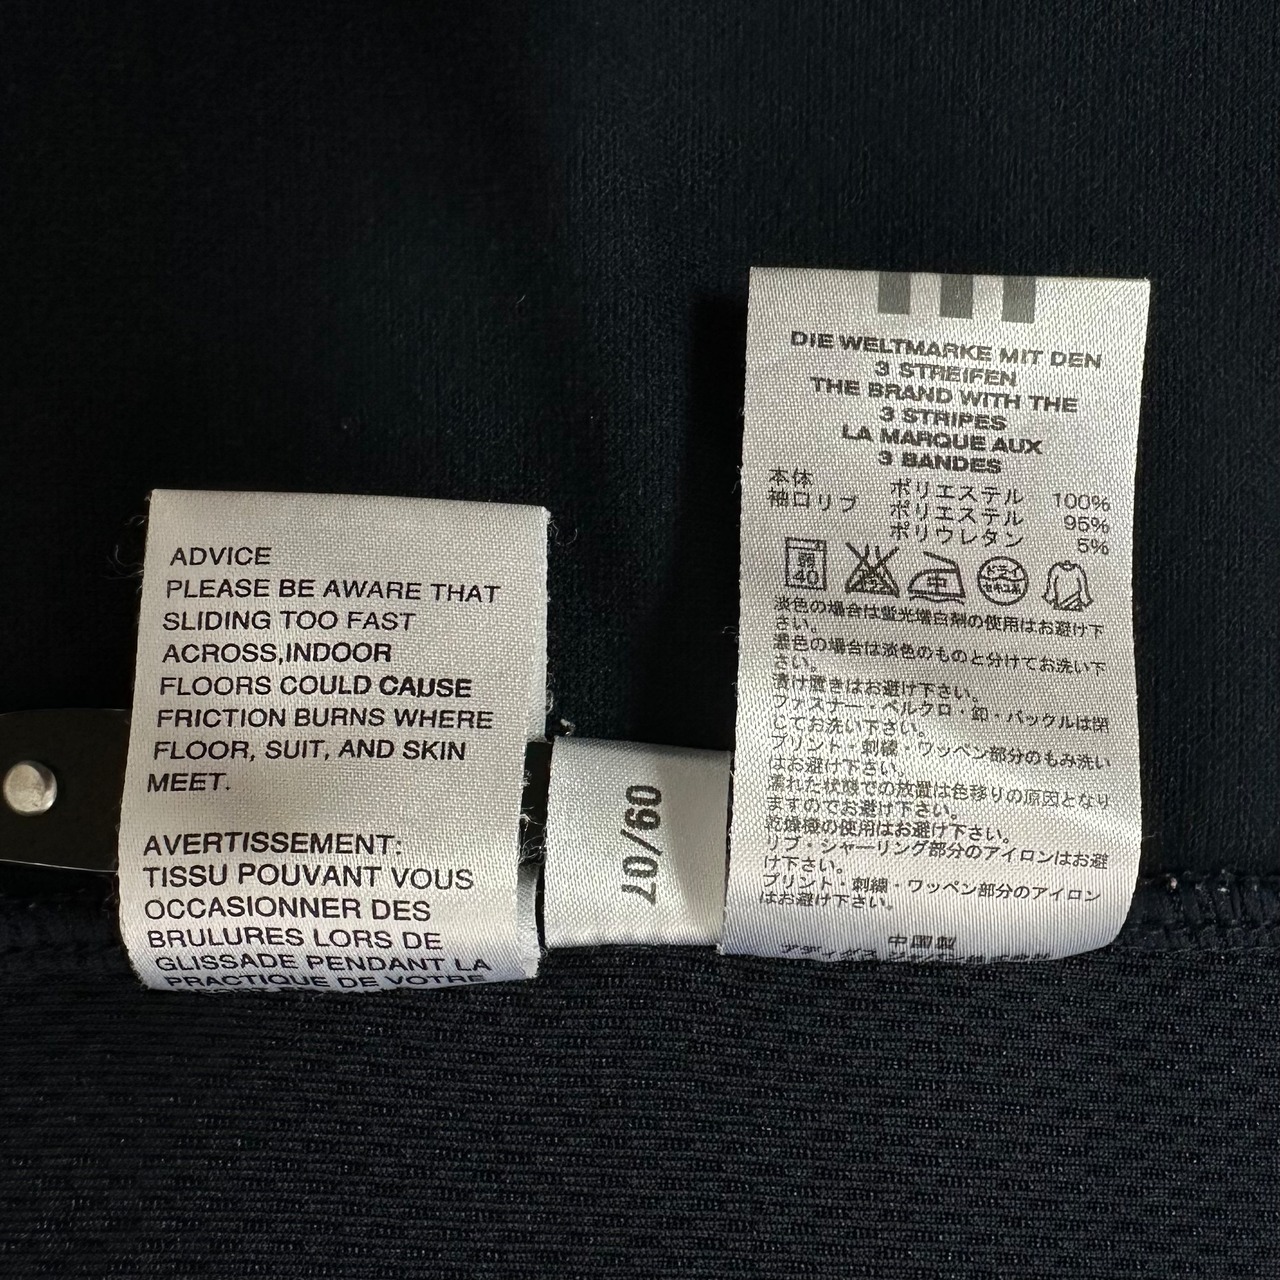 ADVICE
PLEASE BE AWARE THAT
SLIDING TOO FAST
ACROSS,INDOOR
FLOORS COULD CAUSE
FRICTION BURNS WHERE
FLOOR, SUIT, AND SKIN
MEET.
AVERTISSEMENT:
TISSU POUVANT VOUS
OCCASIONNER DES
BRULURES LORS DE
GLISSADE PENDANT LA
PRACTIQUE DE VOTRE
09/07
DIE WELTMARKE MIT DEN
3 STREIFEN
THE BRAND WITH THE
3 STRIPES
LA MARQUE AUX
3 BANDES
本体 ポリエステル 100%
袖口リブ ポリエステル 95%
ポリウレタン 5%
弱 40 中
淡色の場合は蛍光増白剤の使用はお避け下
さい。
濃色の場合は淡色のものと分けてお洗い下
さい。
漬け置きはお避け下さい。
ファスナー・ベルクロ・釦・バックルは閉
じてお洗い下さい。
プリント・刺繍・ワッペン部分のもみ洗い
はお避け下さい。
濡れた状態での放置は色移りの原因となり
ますのでお避け下さい。
乾燥機の使用はお避け下さい。
リブ・シャーリング部分のアイロンはお避
け下さい。
プリント・刺繍・ワッペン部分のアイロン
はお避け下さい。
中国製